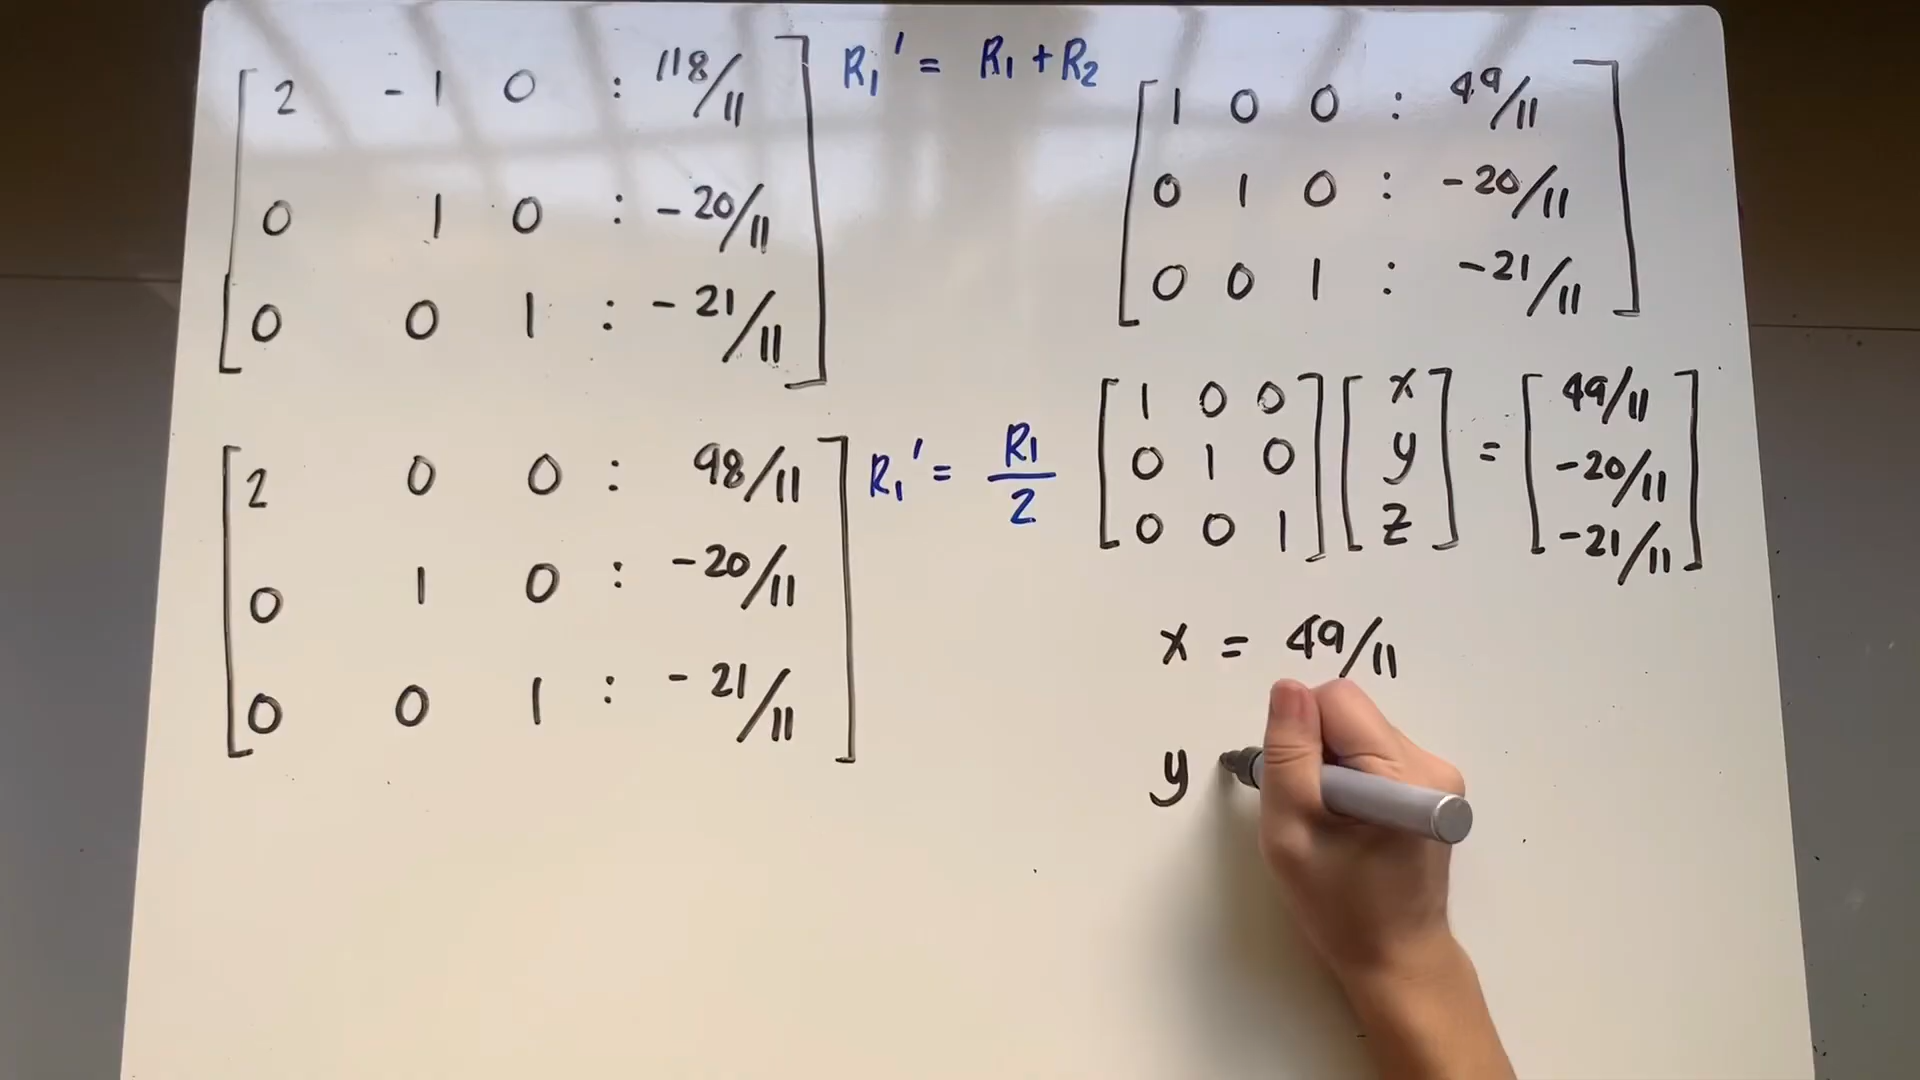 2 -1 0 : 118/11
0 1 0 : -20/11
0 0 1 : -21/11
R1' = R1 + R2
2 0 0 : 98/11
0 1 0 : -20/11
0 0 1 : -21/11
R1' = R1/2
1 0 0 : 49/11
0 1 0 : -20/11
0 0 1 : -21/11
1 0 0 x = 49/11
0 1 0 y -20/11
0 0 1 z -21/11
x = 49/11
y